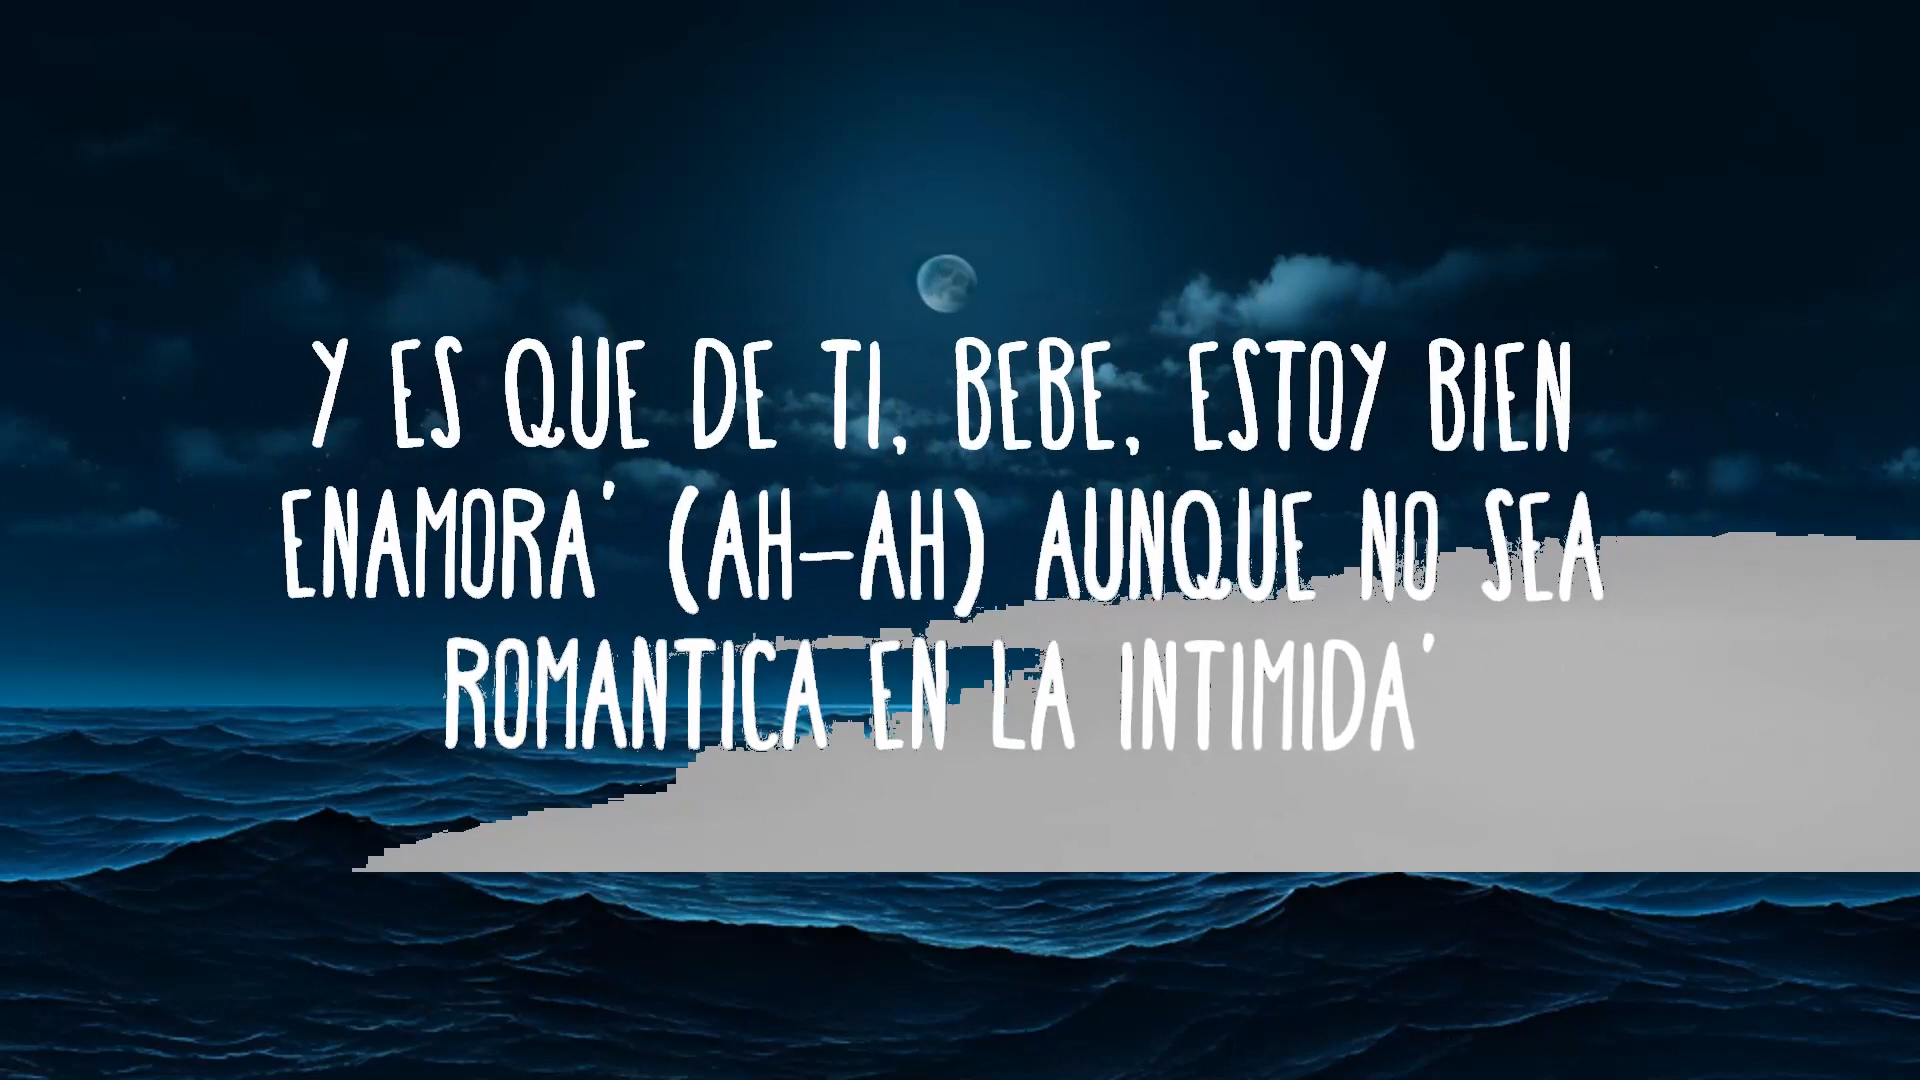 Y ES QUE DE TI, BEBE, ESTOY BIEN
ENAMORA' (AH-AH) AUNQUE NO SEA
ROMANTICA EN LA INTIMIDA'